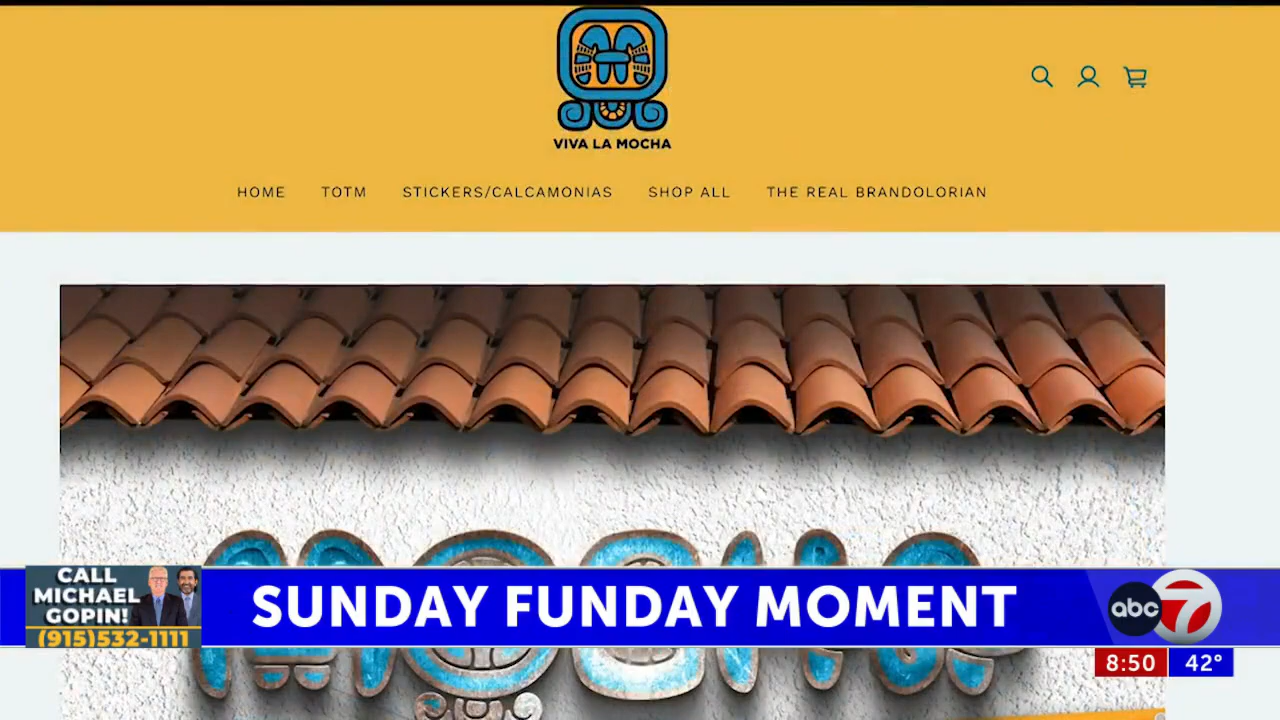 VIVA LA MOCHA
HOME TOTM STICKERS/CALCAMONIAS SHOP ALL THE REAL BRANDOLORIAN
CALL
MICHAEL
GOPIN!
(915)532-1111
SUNDAY FUNDAY MOMENT
abc 7
8:50 42°